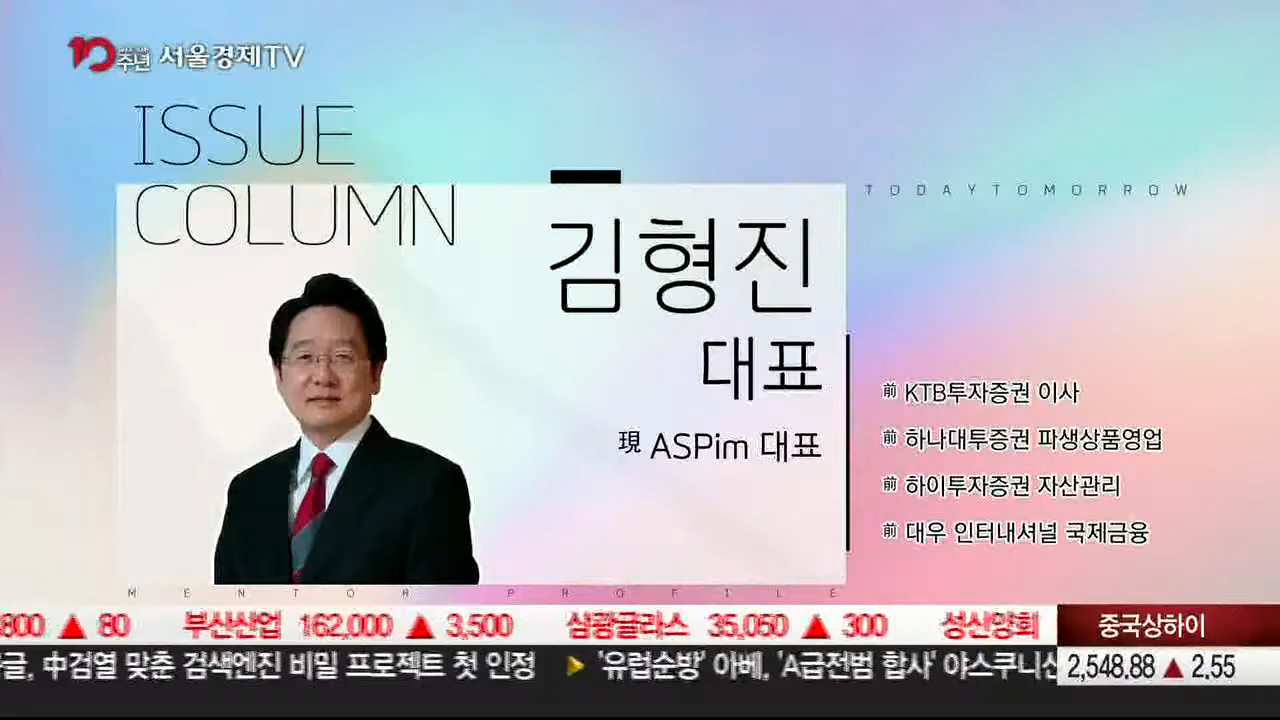 10주년 서울경제TV
ISSUE
COLUMN
TODAYTOMORROW
김형진
대표
現 ASPim 대표
前 KTB투자증권 이사
前 하나대투증권 파생상품영업
前 하이투자증권 자산관리
前 대우 인터내셔널 국제금융
MENTOR PROFILE
800 ▲ 80 부산산업 162,000 ▲ 3,500 삼광글라스 35,050 ▲ 300 성신양회
중국상하이
, 中검열 맞춘 검색엔진 비밀 프로젝트 첫 인정 ▶ '유럽순방' 아베, 'A급전범 합사' 야스쿠니신
2,548.88 ▲ 2.55